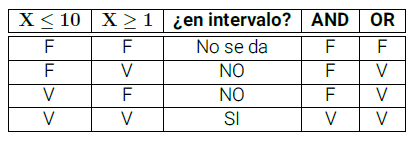 X ≤ 10 X ≥ 1 ¿en intervalo? AND OR
F F No se da F F
F V NO F V
V F NO F V
V V SI V V